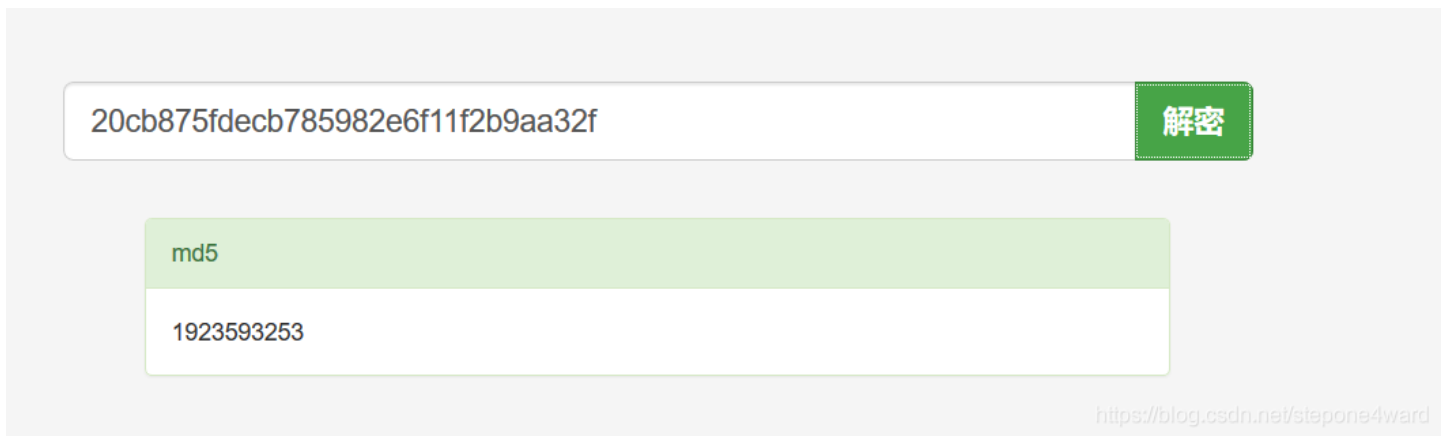 20cb875fdecb785982e6f11f2b9aa32f
解密
md5
1923593253
https://blog.csdn.net/stepone4ward